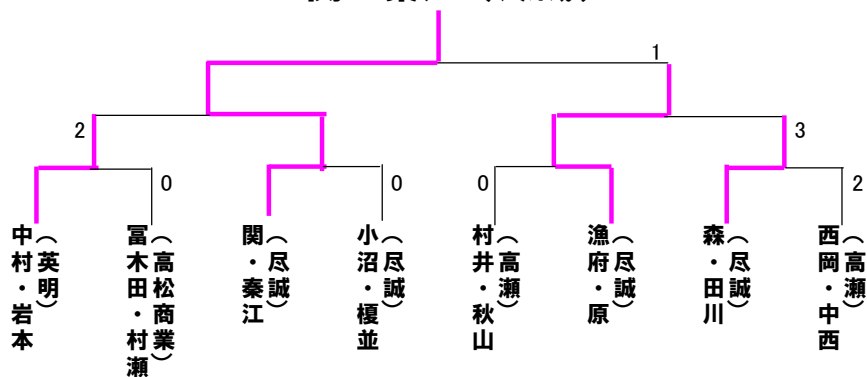 1
2
3
0
0
0
2
中村・岩本
（英明）
冨木田・村瀬
（高松商業）
関・秦江
（尽誠）
小沼・榎並
（尽誠）
村井・秋山
（高瀬）
漁府・原
（尽誠）
森・田川
（尽誠）
西岡・中西
（高瀬）